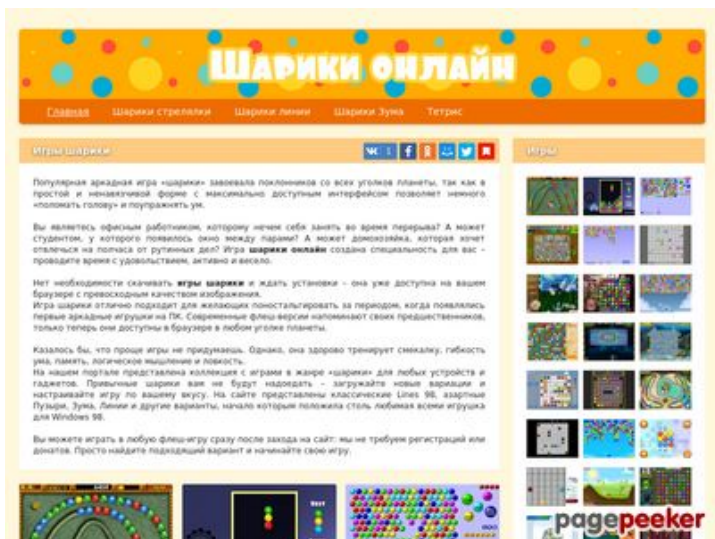 Шарики онлайн
Главная Шарики стрелялки Шарики линии Шарики Зума Тетрис
Игры шарики
1
Игры
Популярная аркадная игра «шарики» завоевала поклонников со всех уголков планеты, так как в
простой и ненавязчивой форме с максимально доступным интерфейсом позволяет немного
«поломать голову» и поупражнять ум.
Вы являетесь офисным работником, которому нечем себя занять во время перерыва? А может
студентом, у которого появилось окно между парами? А может домохозяйка, которая хочет
отвлечься на полчаса от рутинных дел? Игра шарики онлайн создана специальность для вас –
проводите время с удовольствием, активно и весело.
Нет необходимости скачивать игры шарики и ждать установки – она уже доступна на вашем
браузере с превосходным качеством изображения.
Игра шарики отлично подходит для желающих поностальгировать за периодом, когда появлялись
первые аркадные игрушки на ПК. Современные флеш-версии напоминают своих предшественников,
только теперь они доступны в браузере в любом уголке планеты.
Казалось бы, что проще игры не придумаешь. Однако, она здорово тренирует смекалку, гибкость
ума, память, логическое мышление и ловкость.
На нашем портале представлена коллекция с играми в жанре «шарики» для любых устройств и
гаджетов. Привычные шарики вам не будут надоедать – загружайте новые вариации и
настраивайте игру по вашему вкусу. На сайте представлены классические Lines 98, азартные
Пузыри, Зума, Линии и другие варианты, начало которым положила столь любимая всеми игрушка
для Windows 98.
Вы можете играть в любую флеш-игру сразу после захода на сайт: мы не требуем регистраций или
донатов. Просто найдите подходящий вариант и начинайте свою игру.
pagepeeker